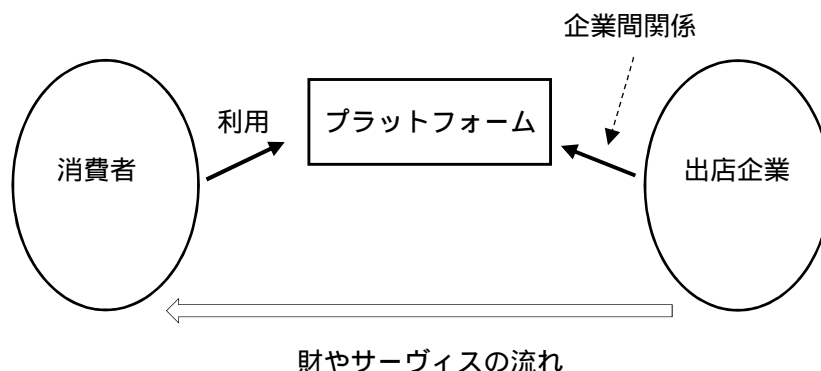 企業間関係
利用
プラットフォーム
消費者
出店企業
財やサーヴィスの流れ